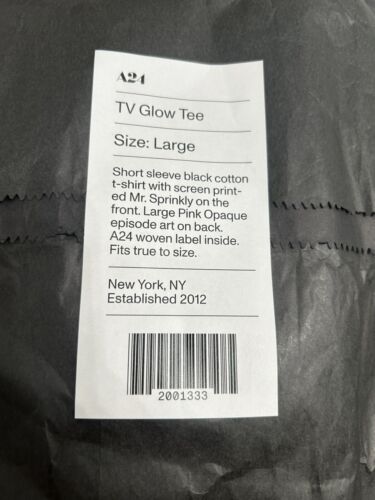 A24
TV Glow Tee
Size: Large
Short sleeve black cotton
t-shirt with screen print-
ed Mr. Sprinkly on the
front. Large Pink Opaque
episode art on back.
A24 woven label inside.
Fits true to size.
New York, NY
Established 2012
2001333